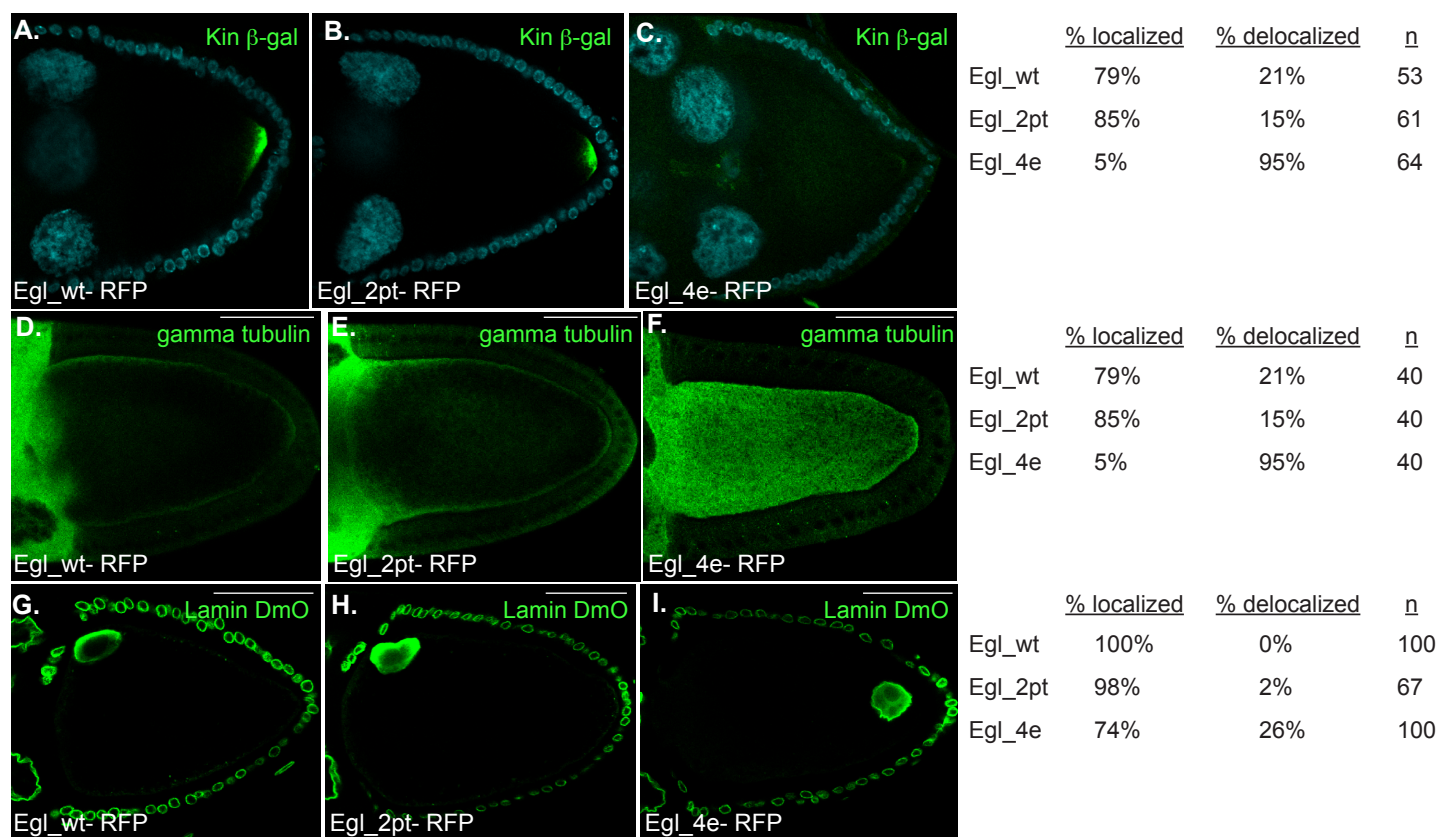 A. Kin β-gal
Egl_wt- RFP
B. Kin β-gal
Egl_2pt- RFP
C. Kin β-gal
Egl_4e- RFP
% localized % delocalized n
Egl_wt 79% 21% 53
Egl_2pt 85% 15% 61
Egl_4e 5% 95% 64
D. gamma tubulin
Egl_wt- RFP
E. gamma tubulin
Egl_2pt- RFP
F. gamma tubulin
Egl_4e- RFP
% localized % delocalized n
Egl_wt 79% 21% 40
Egl_2pt 85% 15% 40
Egl_4e 5% 95% 40
G. Lamin DmO
Egl_wt- RFP
H. Lamin DmO
Egl_2pt- RFP
I. Lamin DmO
Egl_4e- RFP
% localized % delocalized n
Egl_wt 100% 0% 100
Egl_2pt 98% 2% 67
Egl_4e 74% 26% 100